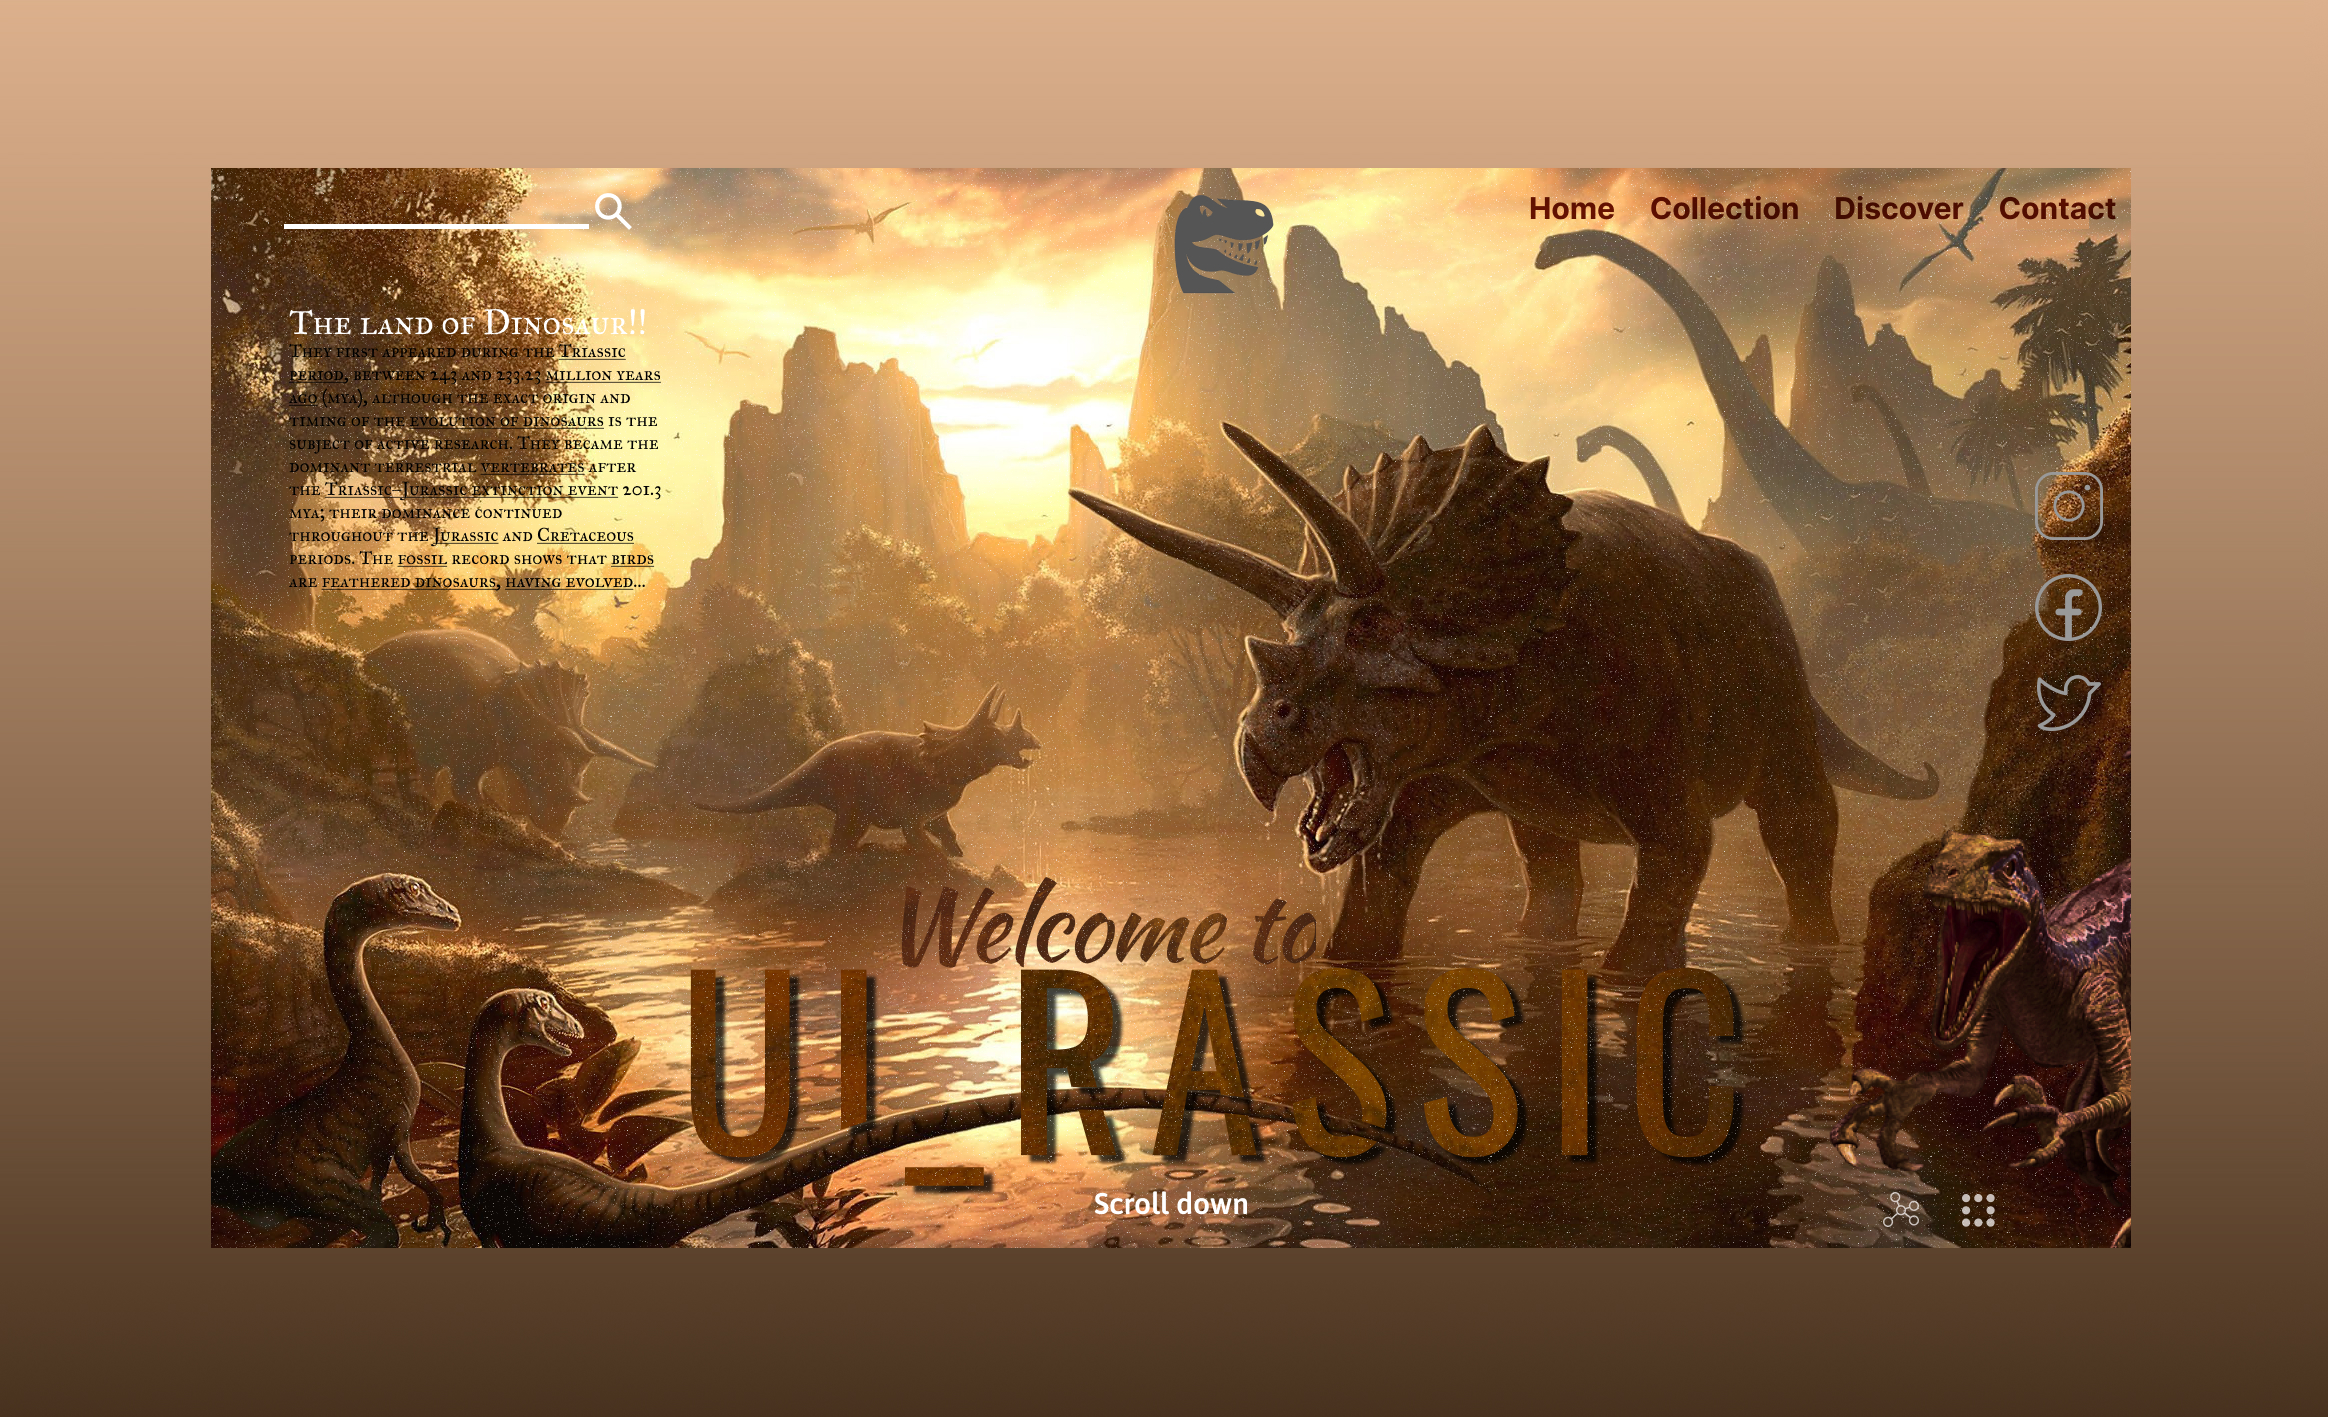 Home Collection Discover Contact
The land of Dinosaur!!
They first appeared during the Triassic
period, between 243 and 233.23 million years
ago (mya), although the exact origin and
timing of the evolution of dinosaurs is the
subject of active research. They became the
dominant terrestrial vertebrates after
the Triassic–Jurassic extinction event 201.3
mya; their dominance continued
throughout the Jurassic and Cretaceous
periods. The fossil record shows that birds
are feathered dinosaurs, having evolved...
Welcome to
UI_RASSIC
Scroll down